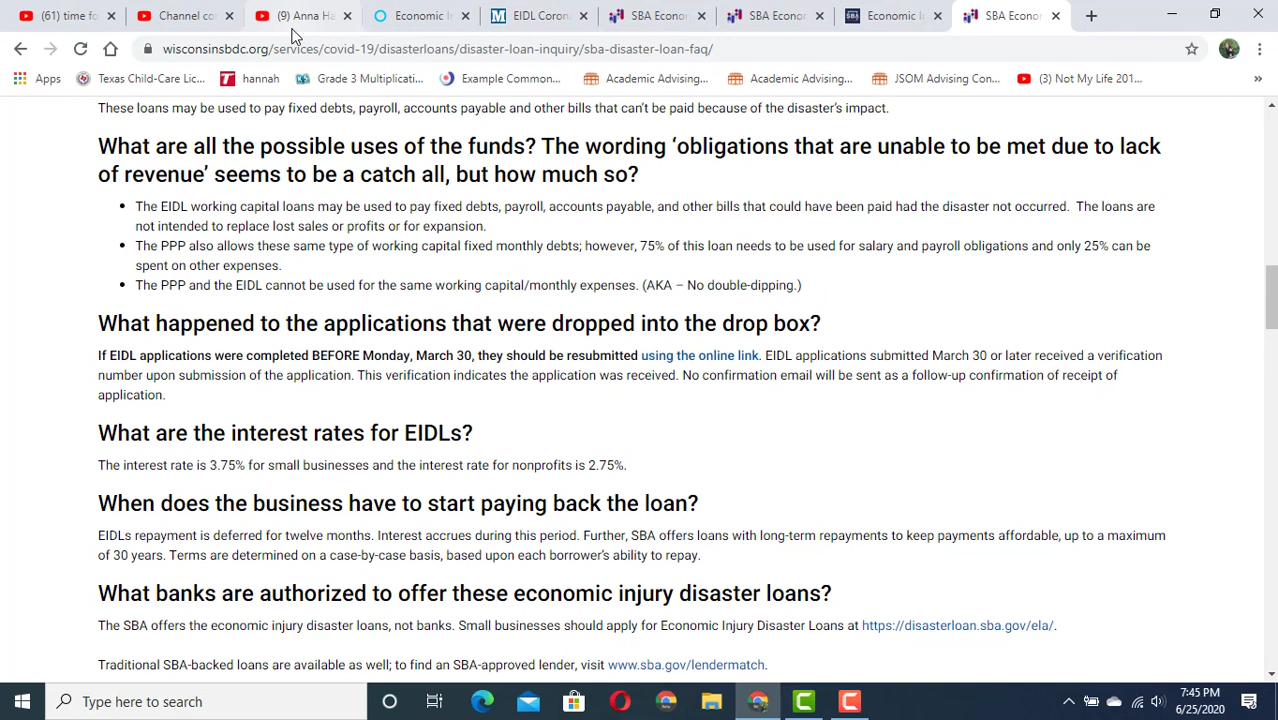 (61) time fo
Channel co
(9) Anna Ha
Economic I
EIDL Coron
SBA Econo
SBA Econo
Economic I
SBA Econo
wisconsinsbdc.org/services/covid-19/disasterloans/disaster-loan-inquiry/sba-disaster-loan-faq/
Apps
Texas Child-Care Lic...
hannah
Grade 3 Multiplicati...
Example Common...
Academic Advising...
Academic Advising...
JSOM Advising Con...
(3) Not My Life 201...
These loans may be used to pay fixed debts, payroll, accounts payable and other bills that can't be paid because of the disaster's impact.
What are all the possible uses of the funds? The wording ‘obligations that are unable to be met due to lack
of revenue’ seems to be a catch all, but how much so?
• The EIDL working capital loans may be used to pay fixed debts, payroll, accounts payable, and other bills that could have been paid had the disaster not occurred. The loans are
not intended to replace lost sales or profits or for expansion.
• The PPP also allows these same type of working capital fixed monthly debts; however, 75% of this loan needs to be used for salary and payroll obligations and only 25% can be
spent on other expenses.
• The PPP and the EIDL cannot be used for the same working capital/monthly expenses. (AKA – No double-dipping.)
What happened to the applications that were dropped into the drop box?
If EIDL applications were completed BEFORE Monday, March 30, they should be resubmitted using the online link. EIDL applications submitted March 30 or later received a verification
number upon submission of the application. This verification indicates the application was received. No confirmation email will be sent as a follow-up confirmation of receipt of
application.
What are the interest rates for EIDLs?
The interest rate is 3.75% for small businesses and the interest rate for nonprofits is 2.75%.
When does the business have to start paying back the loan?
EIDLs repayment is deferred for twelve months. Interest accrues during this period. Further, SBA offers loans with long-term repayments to keep payments affordable, up to a maximum
of 30 years. Terms are determined on a case-by-case basis, based upon each borrower's ability to repay.
What banks are authorized to offer these economic injury disaster loans?
The SBA offers the economic injury disaster loans, not banks. Small businesses should apply for Economic Injury Disaster Loans at https://disasterloan.sba.gov/ela/.
Traditional SBA-backed loans are available as well; to find an SBA-approved lender, visit www.sba.gov/lendermatch.
Type here to search
7:45 PM
6/25/2020